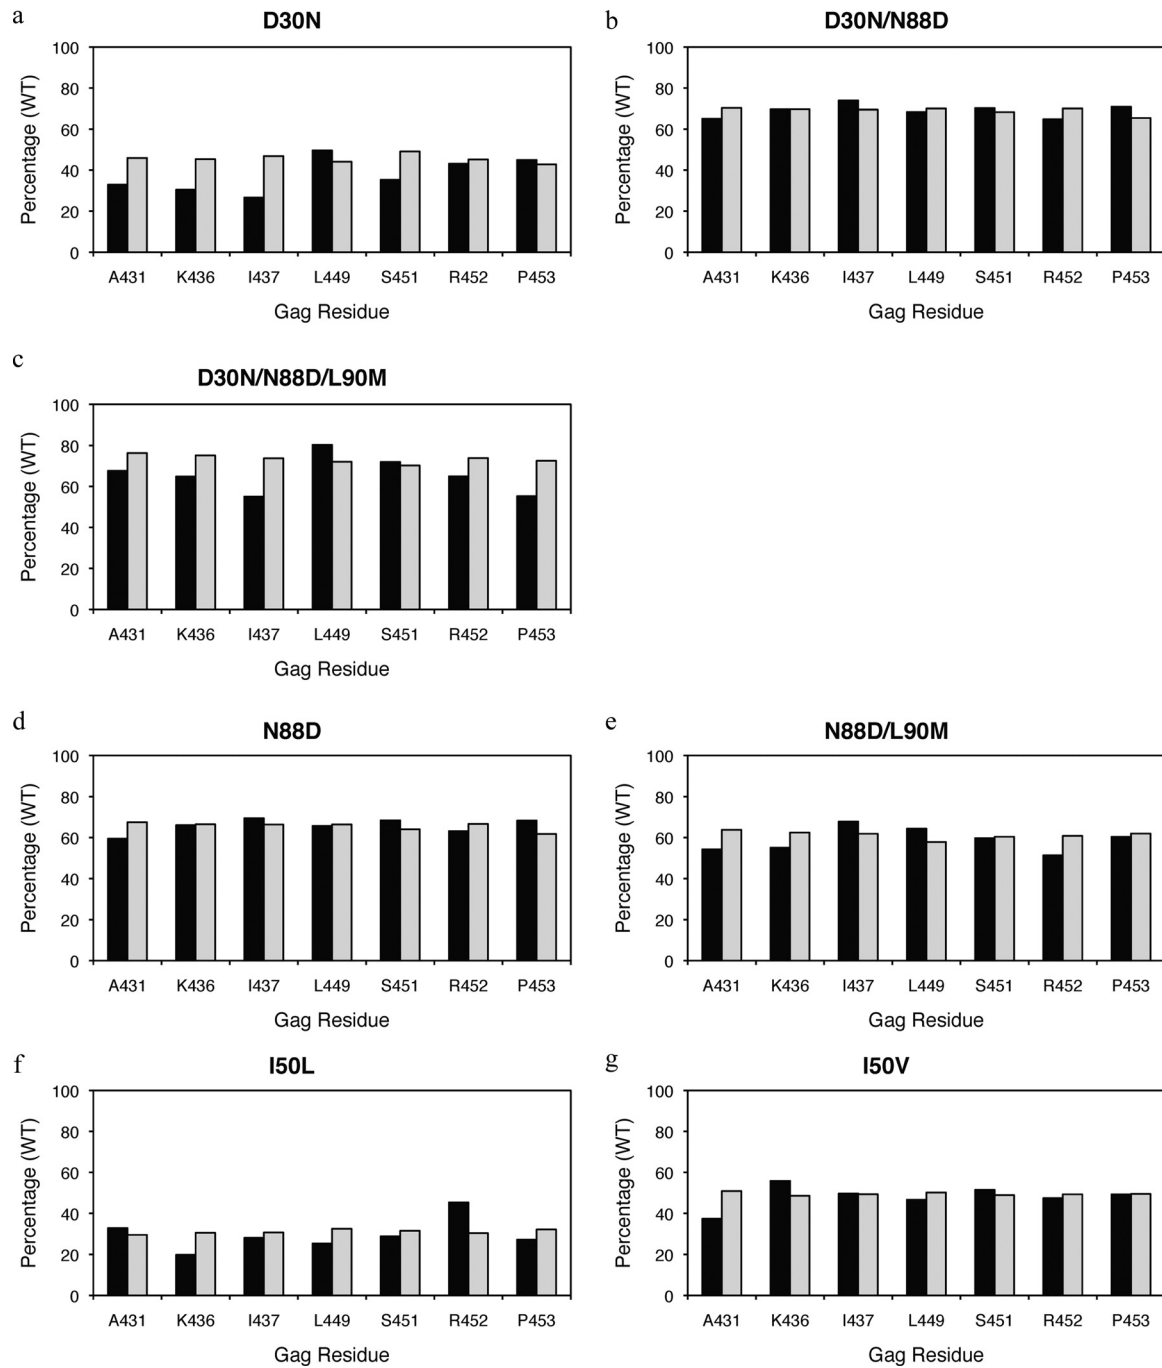 a
D30N
Percentage (WT)
100
80
60
40
20
0
A431 K436 I437 L449 S451 R452 P453
Gag Residue
b
D30N/N88D
Percentage (WT)
100
80
60
40
20
0
A431 K436 I437 L449 S451 R452 P453
Gag Residue
c
D30N/N88D/L90M
Percentage (WT)
100
80
60
40
20
0
A431 K436 I437 L449 S451 R452 P453
Gag Residue
d
N88D
Percentage (WT)
100
80
60
40
20
0
A431 K436 I437 L449 S451 R452 P453
Gag Residue
e
N88D/L90M
Percentage (WT)
100
80
60
40
20
0
A431 K436 I437 L449 S451 R452 P453
Gag Residue
f
I50L
Percentage (WT)
100
80
60
40
20
0
A431 K436 I437 L449 S451 R452 P453
Gag Residue
g
I50V
Percentage (WT)
100
80
60
40
20
0
A431 K436 I437 L449 S451 R452 P453
Gag Residue